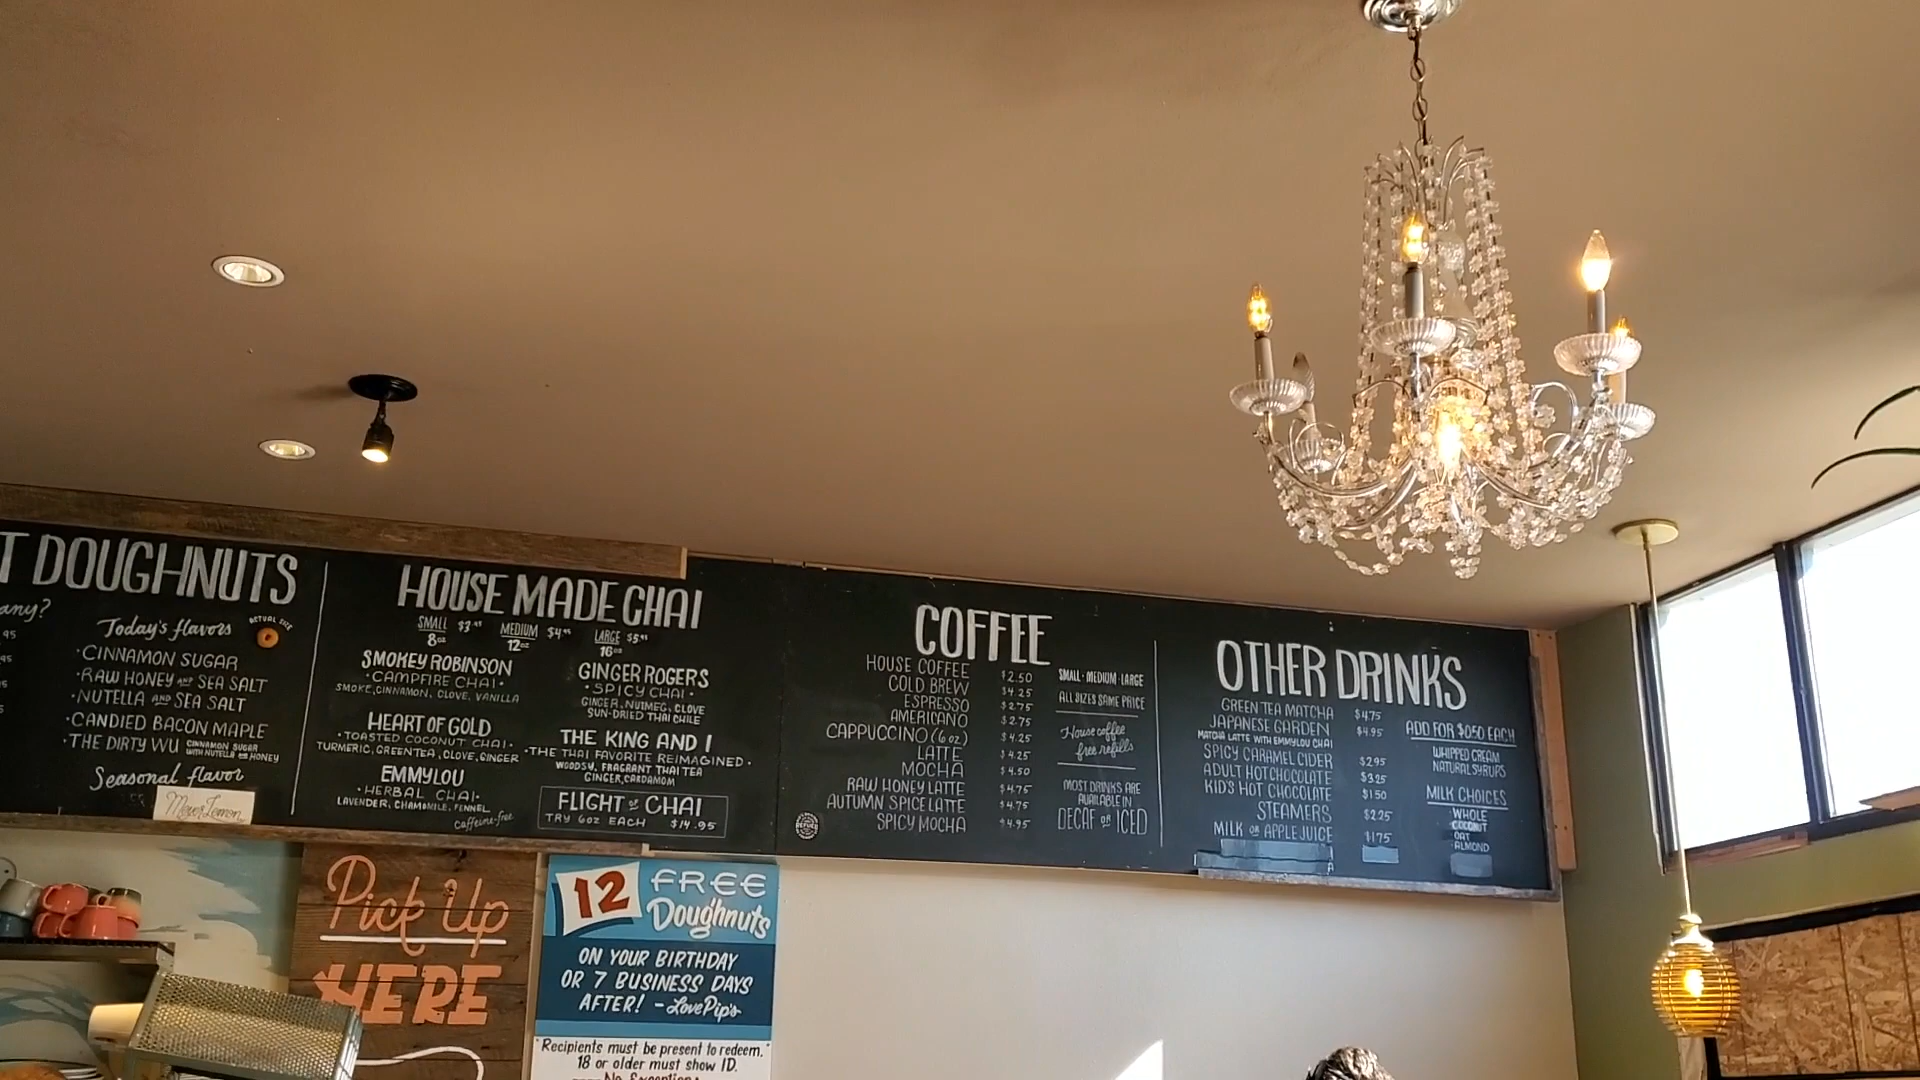 T DOUGHNUTS
any?
95
Today's flavors
ACTUAL SIZE
· CINNAMON SUGAR
· RAW HONEY AND SEA SALT
· NUTELLA AND SEA SALT
· CANDIED BACON MAPLE
· THE DIRTY WU CINNAMON SUGAR WITH NUTELLA OR HONEY
Seasonal flavor
Meyer Lemon
HOUSE MADE CHAI
SMALL 8oz
MEDIUM 12oz
LARGE 16oz
SMOKEY ROBINSON
· CAMPFIRE CHAI ·
SMOKE, CINNAMON, CLOVE, VANILLA
HEART OF GOLD
· TOASTED COCONUT CHAI ·
TURMERIC, GREEN TEA, CLOVE, GINGER
EMMYLOU
· HERBAL CHAI ·
LAVENDER, CHAMOMILE, FENNEL
caffeine-free
GINGER ROGERS
· SPICY CHAI ·
GINGER, NUTMEG, CLOVE
SUN-DRIED THAI CHILE
THE KING AND I
· THE THAI FAVORITE REIMAGINED ·
WOODSY, FRAGRANT THAI TEA
GINGER, CARDAMOM
FLIGHT OF CHAI
TRY 6OZ EACH $14.95
COFFEE
HOUSE COFFEE $2.50
COLD BREW $4.25
ESPRESSO $2.75
AMERICANO $2.75
CAPPUCCINO (6oz) $4.25
LATTE $4.25
MOCHA $4.50
RAW HONEY LATTE $4.75
AUTUMN SPICE LATTE $4.75
SPICY MOCHA $4.95
SMALL · MEDIUM · LARGE
ALL SIZES SAME PRICE
House coffee
free refills
MOST DRINKS ARE
AVAILABLE IN
DECAF OR ICED
OTHER DRINKS
GREEN TEA MATCHA $4.75
JAPANESE GARDEN $4.95
MATCHA LATTE WITH EMMYLOU CHAI
SPICY CARAMEL CIDER $2.95
ADULT HOT CHOCOLATE $3.25
KID'S HOT CHOCOLATE $1.50
STEAMERS $2.25
MILK OR APPLE JUICE $1.75
ADD FOR $0.50 EACH
WHIPPED CREAM
NATURAL SYRUPS
MILK CHOICES
WHOLE
COCONUT
OAT
ALMOND
Pick Up
HERE
12 FREE
Doughnuts
ON YOUR BIRTHDAY
OR 7 BUSINESS DAYS
AFTER! - Love Pip's
*Recipients must be present to redeem.*
18 or older must show ID.
No Exceptions